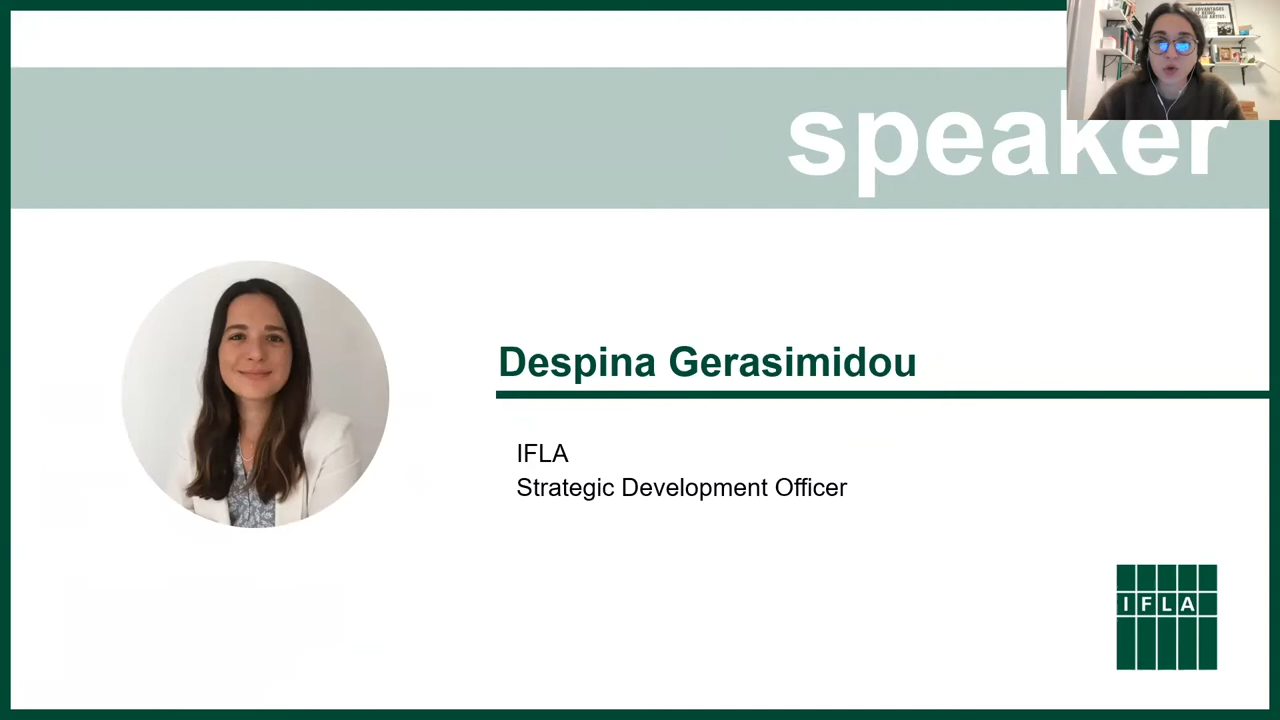 speaker
Despina Gerasimidou
IFLA
Strategic Development Officer
IFLA